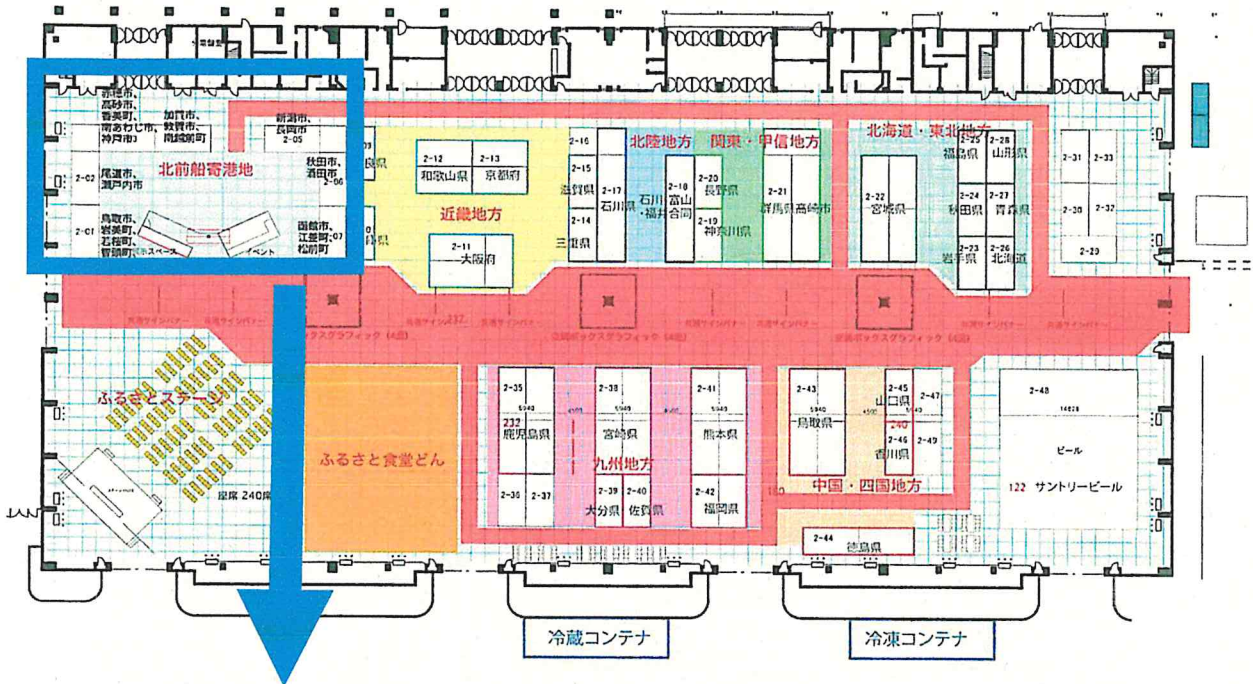 赤穂市、
高砂市、
香美町、
南あわじ市、
神戸市
加賀市、
敦賀市、
南越前町
新潟市、
長岡市
2-05
北前船寄港地
2-02
尾道市、
瀬戸内市
秋田市、
酒田市
2-06
2-01
鳥取市、
岩美町、
若桜町、
智頭町
イベント
函館市、
江差町、
松前町
07
2-12
和歌山県
2-13
京都府
近畿地方
2-11
大阪府
2-16
2-15
滋賀県
2-14
三重県
2-17
石川県
北陸地方
石川
・福井
2-18
富山
合同
関東・甲信地方
2-20
長野県
2-19
神奈川県
2-21
群馬県
高崎市
北海道・東北地方
2-22
宮城県
2-25
福島県
2-28
山形県
2-24
秋田県
2-27
青森県
2-23
岩手県
2-26
北海道
2-31
2-33
2-30
2-32
2-29
232
ふるさとステージ
座席 240席
ふるさと食堂どん
2-35
5940
232
鹿児島県
2-36
2-37
4500
2-38
5940
宮崎県
九州地方
2-39
大分県
2-40
佐賀県
4500
2-41
5940
熊本県
2-42
福岡県
2-43
5940
鳥取県
4500
2-45
山口県
5940
2-47
240
2-46
香川県
2-49
中国・四国地方
2-44
徳島県
2-48
ビール
122 サントリービール
冷蔵コンテナ
冷凍コンテナ